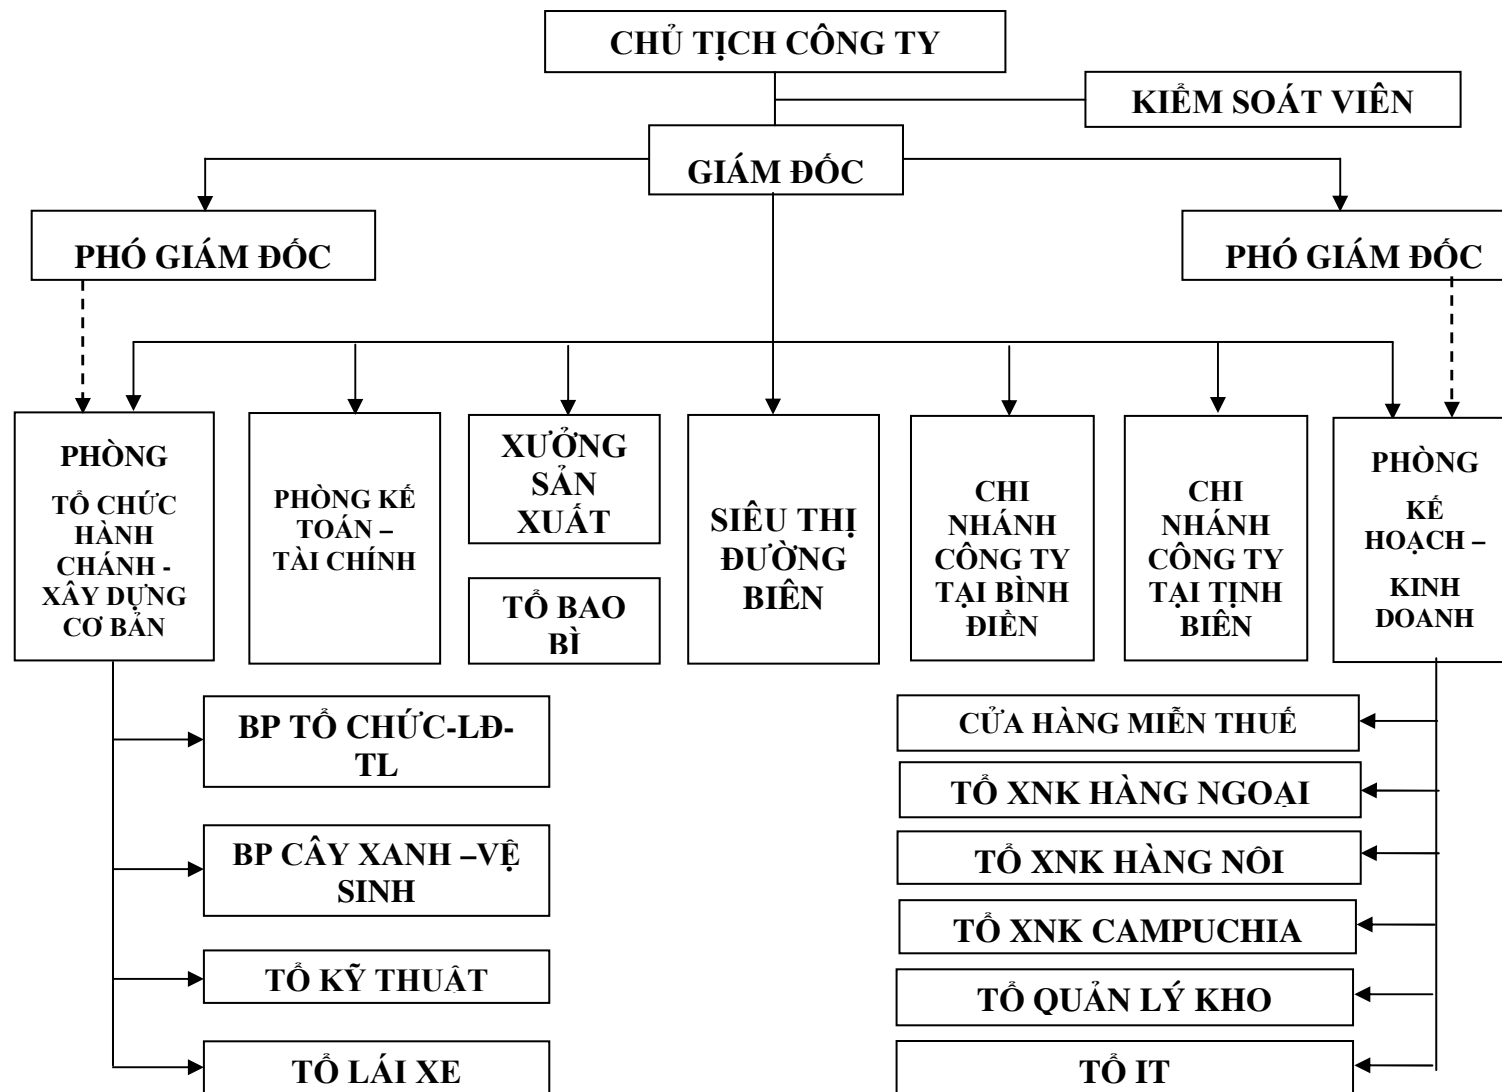 CHỦ TỊCH CÔNG TY
KIỂM SOÁT VIÊN
GIÁM ĐỐC
PHÓ GIÁM ĐỐC
PHÓ GIÁM ĐỐC
PHÒNG
TỔ CHỨC
HÀNH
CHÁNH -
XÂY DỰNG
CƠ BẢN
PHÒNG KẾ
TOÁN –
TÀI CHÍNH
XƯỞNG
SẢN
XUẤT
TỔ BAO
BÌ
SIÊU THỊ
ĐƯỜNG
BIÊN
CHI
NHÁNH
CÔNG TY
TẠI BÌNH
ĐIỀN
CHI
NHÁNH
CÔNG TY
TẠI TỊNH
BIÊN
PHÒNG
KẾ
HOẠCH –
KINH
DOANH
BP TỔ CHỨC-LĐ-
TL
BP CÂY XANH –VỆ
SINH
TỔ KỸ THUẬT
TỔ LÁI XE
CỬA HÀNG MIỄN THUẾ
TỔ XNK HÀNG NGOẠI
TỔ XNK HÀNG NỘI
TỔ XNK CAMPUCHIA
TỔ QUẢN LÝ KHO
TỔ IT